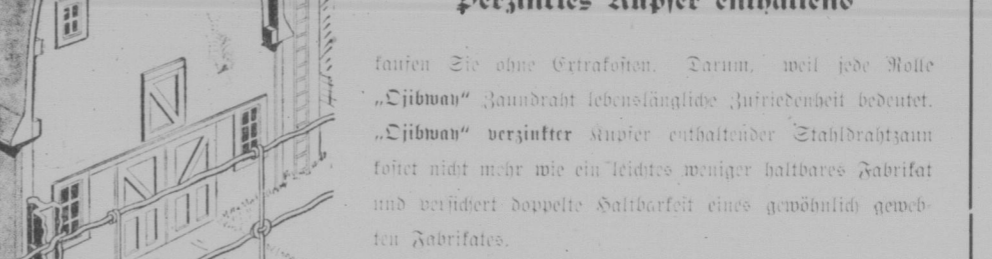 verzinktes Kupfer enthaltend
kaufen Sie ohne Extrakosten. Darum, weil jede Rolle
„Ojibway“ Zaundraht lebenslängliche Zufriedenheit bedeutet.
„Ojibway“ verzinkter Kupfer enthaltender Stahldrahtzaun
kostet nicht mehr wie ein leichtes weniger haltbares Fabrikat
und versichert doppelte Haltbarkeit eines gewöhnlich geweb-
ten Fabrikates.